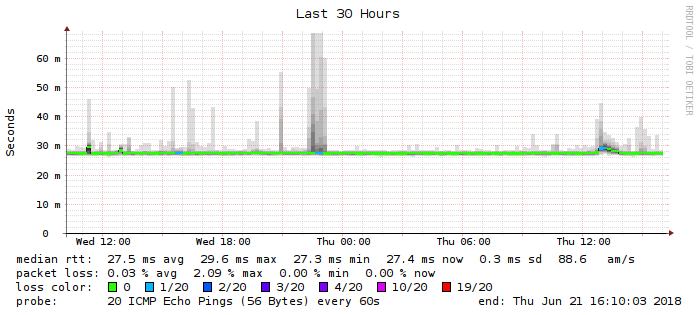 Last 30 Hours
RRDTOOL / TOBI OETIKER
Seconds
60 m
50 m
40 m
30 m
20 m
10 m
0
Wed 12:00 Wed 18:00 Thu 00:00 Thu 06:00 Thu 12:00
median rtt: 27.5 ms avg 29.6 ms max 27.3 ms min 27.4 ms now 0.3 ms sd 88.6 am/s
packet loss: 0.03 % avg 2.09 % max 0.00 % min 0.00 % now
loss color: 0 1/20 2/20 3/20 4/20 10/20 19/20
probe: 20 ICMP Echo Pings (56 Bytes) every 60s end: Thu Jun 21 16:10:03 2018